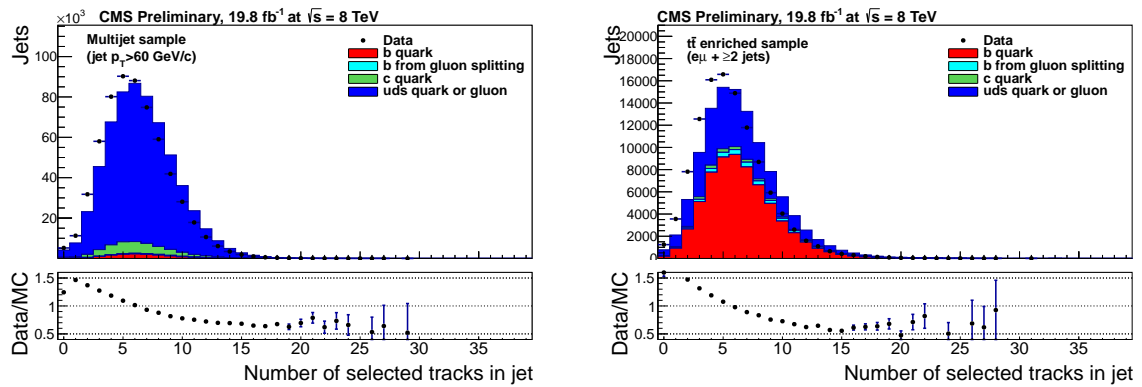 CMS Preliminary, 19.8 fb⁻¹ at √s = 8 TeV
×10³
Jets
100
80
60
40
20
Multijet sample
(jet p_T>60 GeV/c)
Data
b quark
b from gluon splitting
c quark
uds quark or gluon
Data/MC
1.5
1
0.5
0 5 10 15 20 25 30 35
Number of selected tracks in jet
CMS Preliminary, 19.8 fb⁻¹ at √s = 8 TeV
Jets
20000
18000
16000
14000
12000
10000
8000
6000
4000
2000
0
tt̄ enriched sample
(eμ + ≥2 jets)
Data
b quark
b from gluon splitting
c quark
uds quark or gluon
Data/MC
1.5
1
0.5
0 5 10 15 20 25 30 35
Number of selected tracks in jet